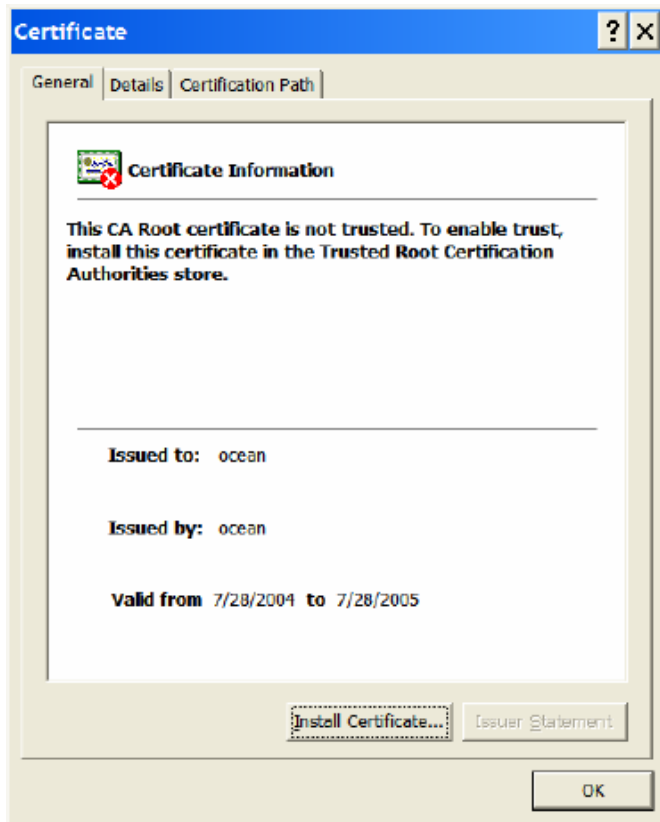 Certificate
General Details Certification Path
Certificate Information
This CA Root certificate is not trusted. To enable trust,
install this certificate in the Trusted Root Certification
Authorities store.
Issued to: ocean
Issued by: ocean
Valid from 7/28/2004 to 7/28/2005
Install Certificate... Issuer Statement
OK